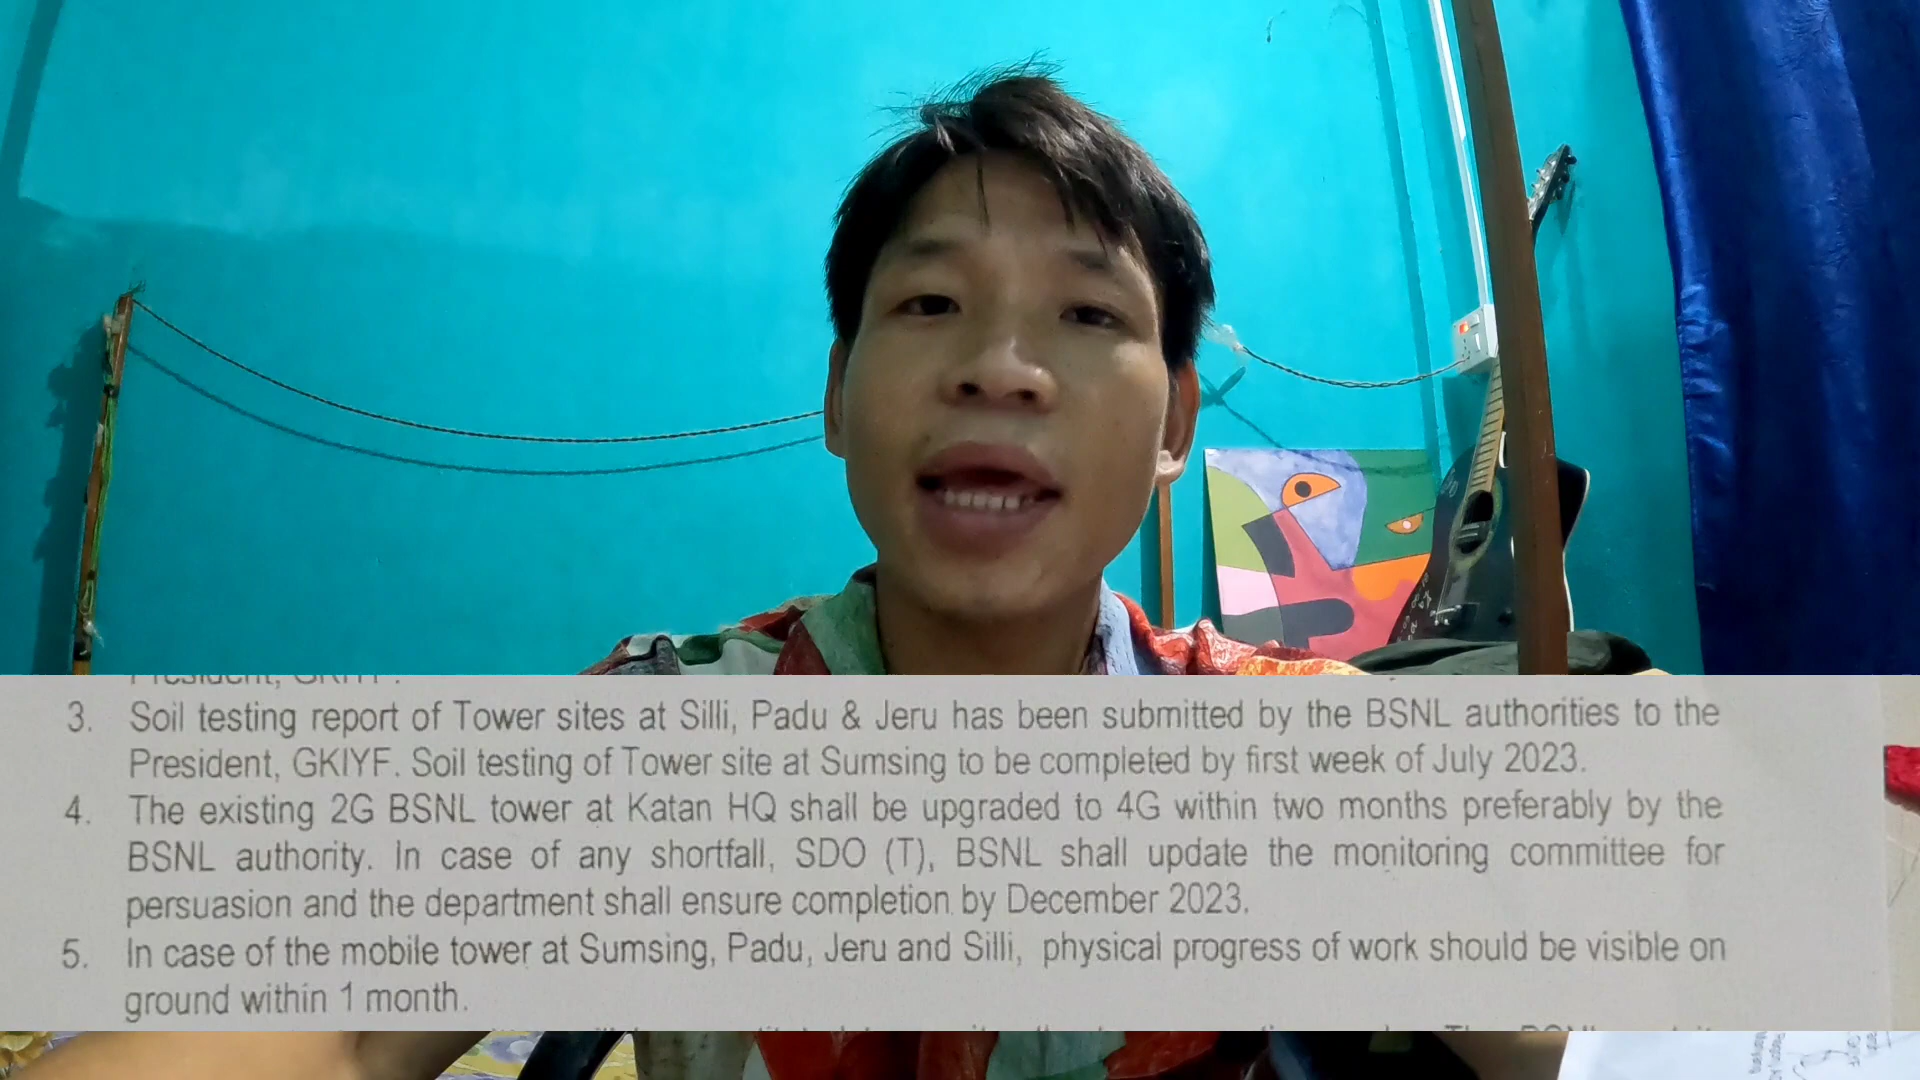 President, GKIYF.
3. Soil testing report of Tower sites at Silli, Padu & Jeru has been submitted by the BSNL authorities to the
President, GKIYF. Soil testing of Tower site at Sumsing to be completed by first week of July 2023.
4. The existing 2G BSNL tower at Katan HQ shall be upgraded to 4G within two months preferably by the
BSNL authority. In case of any shortfall, SDO (T), BSNL shall update the monitoring committee for
persuasion and the department shall ensure completion by December 2023.
5. In case of the mobile tower at Sumsing, Padu, Jeru and Silli, physical progress of work should be visible on
ground within 1 month.